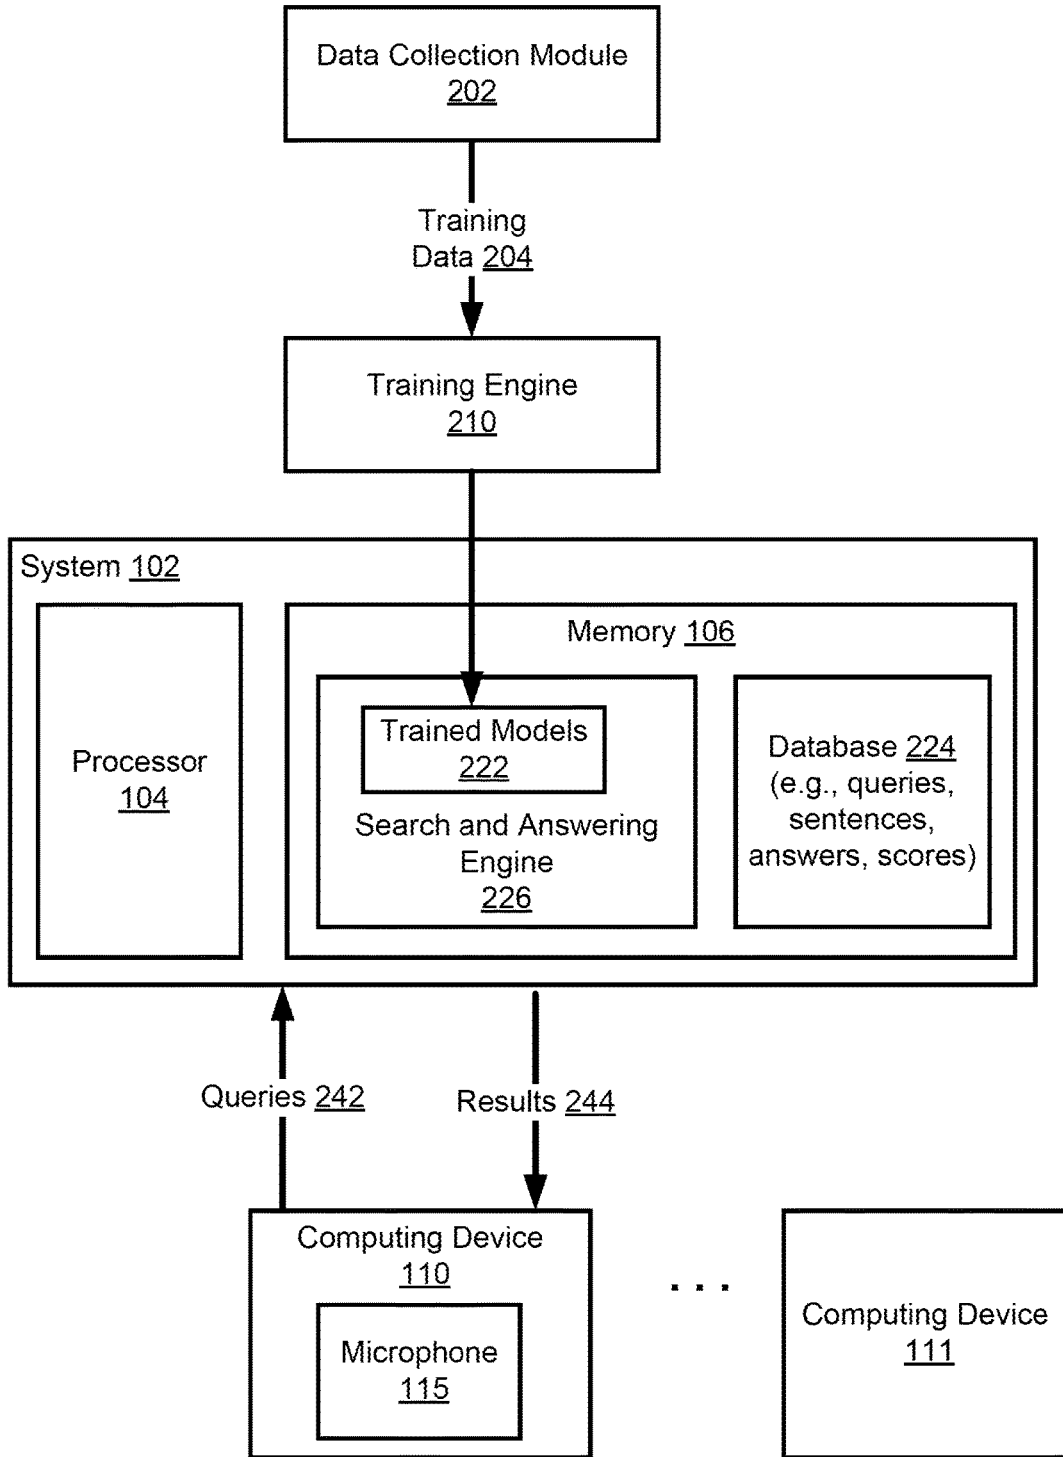 Data Collection Module
202
Training
Data 204
Training Engine
210
System 102
Processor
104
Memory 106
Trained Models
222
Search and Answering
Engine
226
Database 224
(e.g., queries,
sentences,
answers, scores)
Queries 242
Results 244
Computing Device
110
Microphone
115
. . .
Computing Device
111